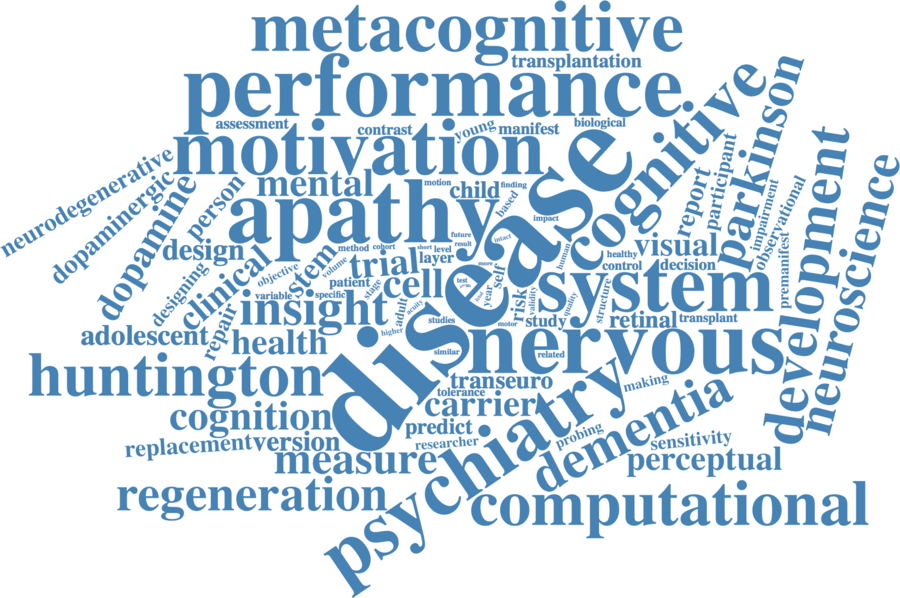 metacognitive
transplantation
performance
assessment
contrast
young
manifest
biological
motivation
neurodegenerative
dopaminergic
dopamine
person
mental
motion
child
finding
based
disease
cognitive
report
participant
parkinson
impairment
observational
premanifest
development
neuroscience
apathy
future
result
intact
impact
human
healthy
visual
control
decision
design
designing
clinical
objective
stem
volume
method
cohort
short
level
layer
trial
patient
stage
cell
more
self
test
year
risk
validity
quality
structure
system
variable
specific
insight
adult
acuity
higher
studies
motor
study
retinal
transplant
adolescent
repair
health
similar
nervous
related
huntington
transeuro
tolerance
making
carrier
psychiatry
dementia
cognition
predict
replacement
version
researcher
probing
sensitivity
measure
perceptual
regeneration
computational